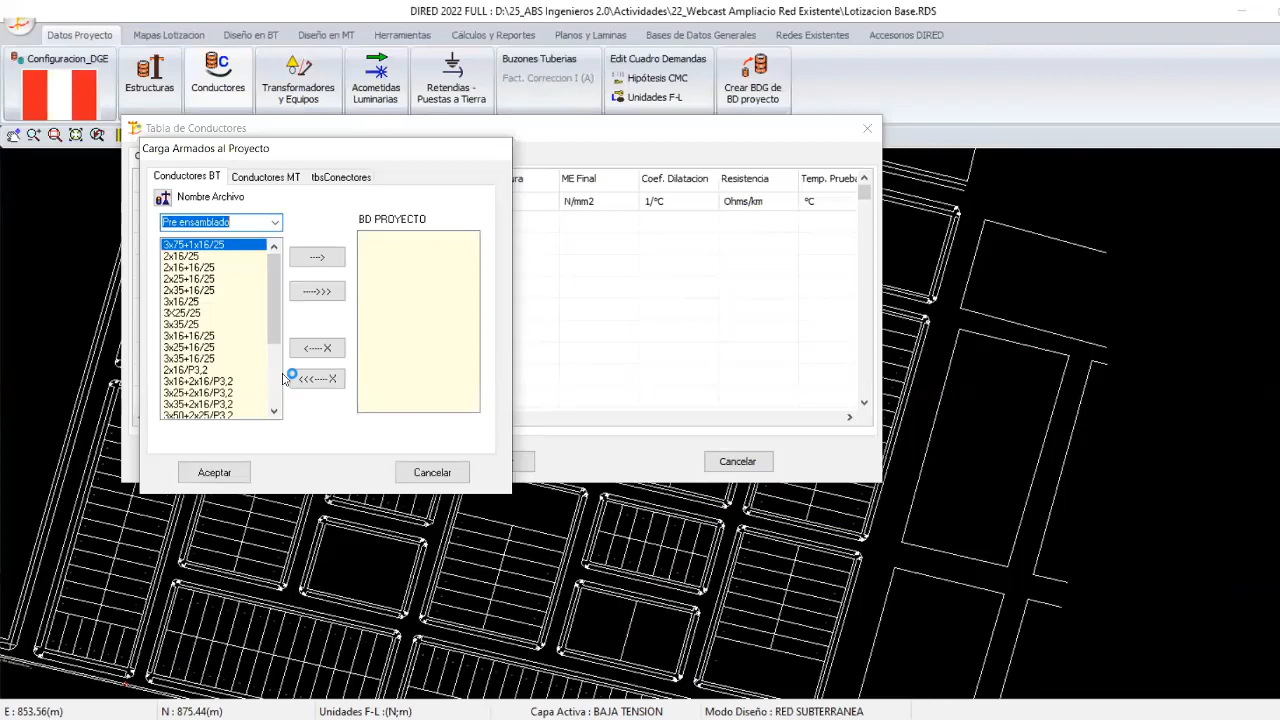 DIRED 2022 FULL : D:\25_ABS Ingenieros 2.0\Actividades\22_Webcast Ampliacio Red Existente\Lotizacion Base.RDS
Datos Proyecto Mapas Lotizacion Diseño en BT Diseño en MT Herramientas Cálculos y Reportes Planos y Laminas Bases de Datos Generales Redes Existentes Accesorios DIRED
Configuracion_DGE
Estructuras
Conductores
Transformadores
y Equipos
Acometidas
Luminarias
Retendias -
Puestas a Tierra
Buzones Tuberias
Fact. Correccion I (A)
Edit Cuadro Demandas
Hipótesis CMC
Unidades F-L
Crear BDG de
BD proyecto
Tabla de Conductores
Carga Armados al Proyecto
Conductores BT Conductores MT tbsConectores
Nombre Archivo
Pre ensamblado
BD PROYECTO
3x75+1x16/25
2x16/25
2x16+16/25
2x25+16/25
2x35+16/25
3x16/25
3X25/25
3x35/25
3x16+16/25
3x25+16/25
3x35+16/25
2x16/P3,2
3x16+2x16/P3,2
3x25+2x16/P3,2
3x35+2x16/P3,2
3x50+2x25/P3,2
---->
---->>>
<----X
<<<----X
Aceptar Cancelar
ura ME Final Coef. Dilatacion Resistencia Temp. Prueba
N/mm2 1/°C Ohms/km °C
Cancelar
E : 853.56(m) N : 875.44(m) Unidades F-L :(N;m) Capa Activa : BAJA TENSION Modo Diseño : RED SUBTERRANEA